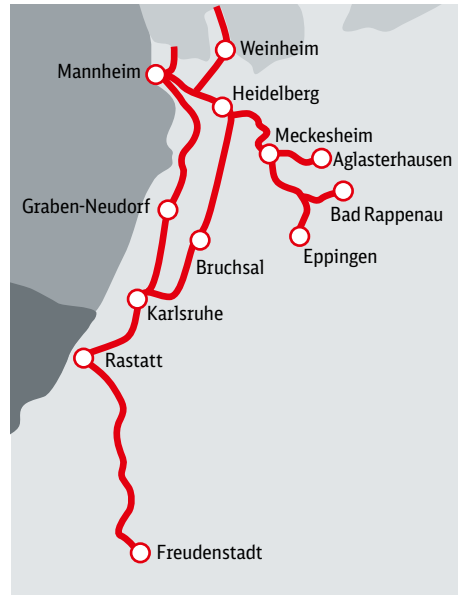 Weinheim
Mannheim
Heidelberg
Meckesheim
Aglasterhausen
Bad Rappenau
Graben-Neudorf
Eppingen
Bruchsal
Karlsruhe
Rastatt
Freudenstadt